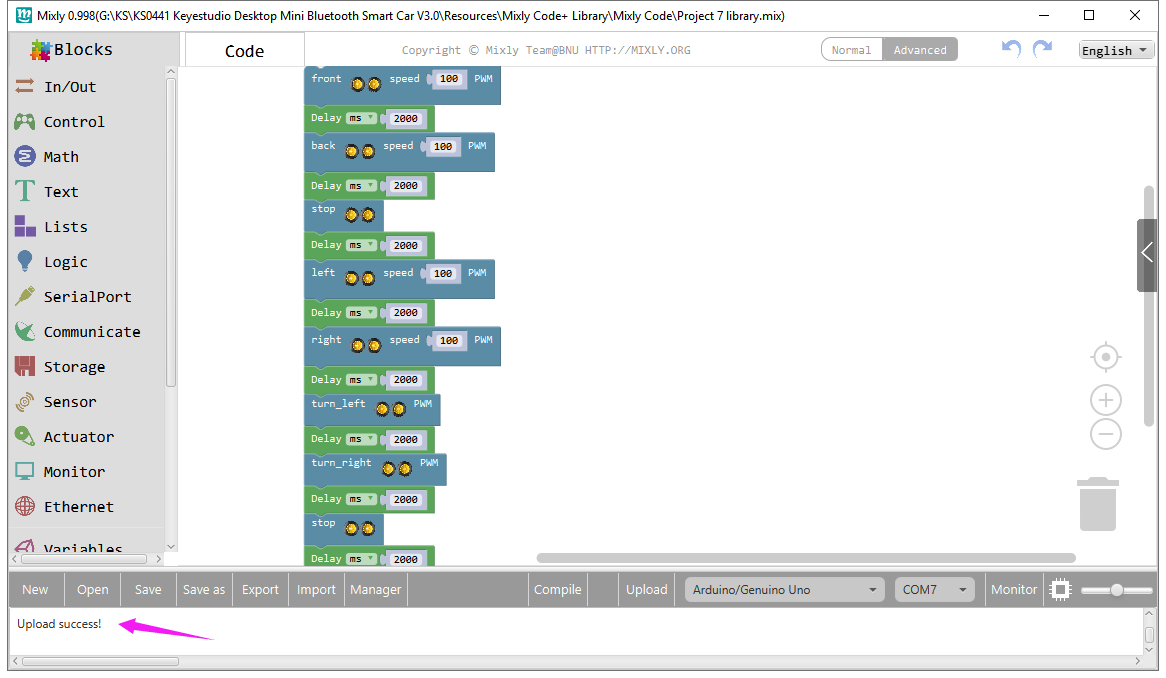 Mixly 0.998(G:\KS\KS0441 Keyestudio Desktop Mini Bluetooth Smart Car V3.0\Resources\Mixly Code+ Library\Mixly Code\Project 7 library.mix)
Blocks
Code
Copyright © Mixly Team@BNU HTTP://MIXLY.ORG
Normal Advanced
English
In/Out
Control
Math
Text
Lists
Logic
SerialPort
Communicate
Storage
Sensor
Actuator
Monitor
Ethernet
Variables
front speed 100 PWM
Delay ms 2000
back speed 100 PWM
Delay ms 2000
stop
Delay ms 2000
left speed 100 PWM
Delay ms 2000
right speed 100 PWM
Delay ms 2000
turn_left PWM
Delay ms 2000
turn_right PWM
Delay ms 2000
stop
Delay ms 2000
New Open Save Save as Export Import Manager Compile Upload Arduino/Genuino Uno COM7 Monitor
Upload success!